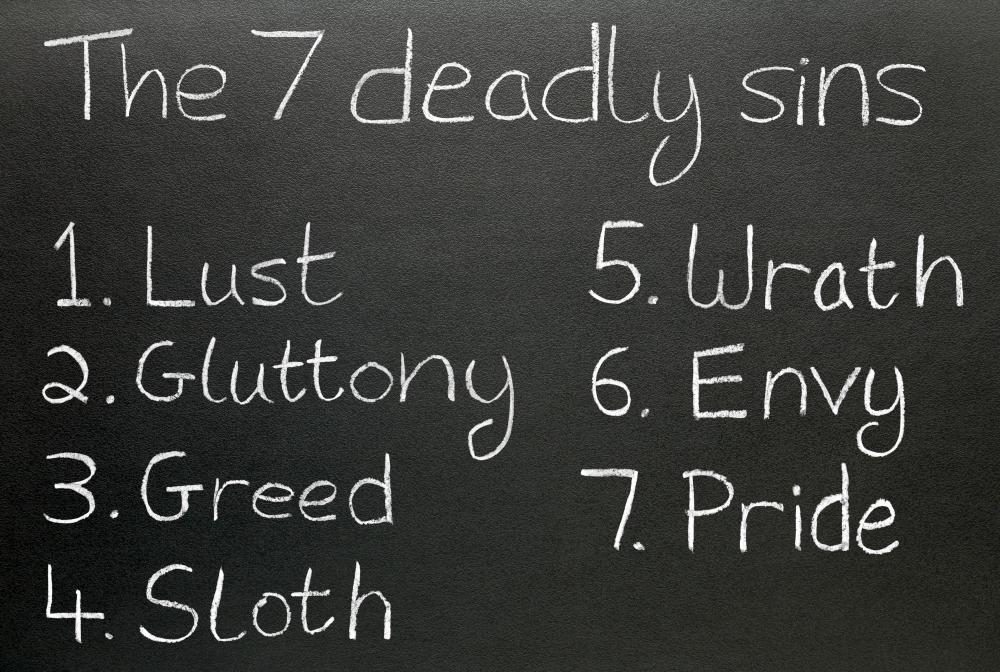 The 7 deadly sins
1. Lust
2. Gluttony
3. Greed
4. Sloth
5. Wrath
6. Envy
7. Pride